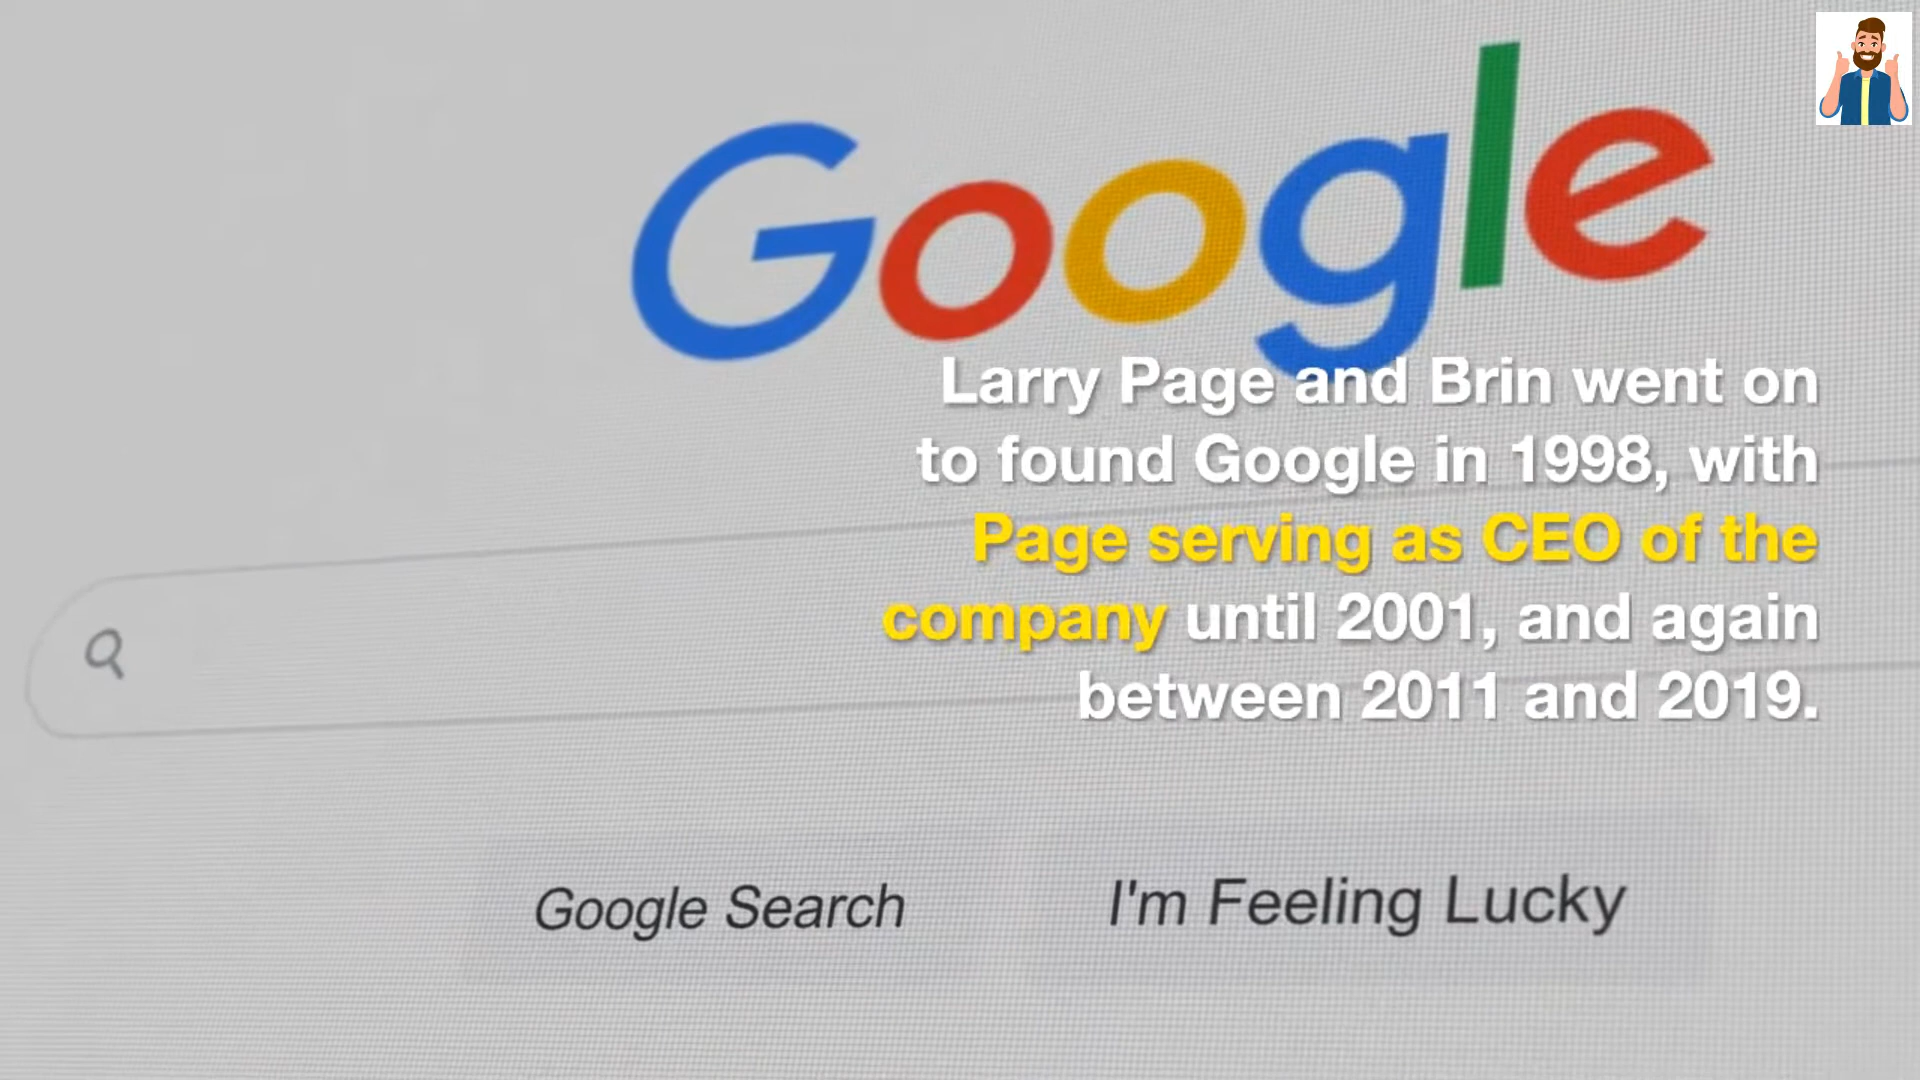 Google
Larry Page and Brin went on
to found Google in 1998, with
Page serving as CEO of the
company until 2001, and again
between 2011 and 2019.
Google Search
I'm Feeling Lucky